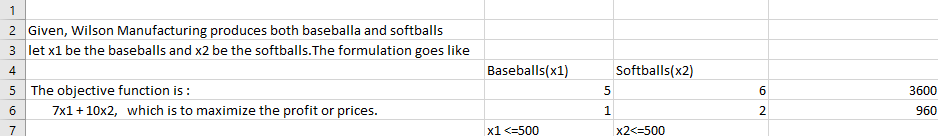 1
2 Given, Wilson Manufacturing produces both baseballa and softballs
3 let x1 be the baseballs and x2 be the softballs.The formulation goes like
4 Baseballs(x1) Softballs(x2)
5 The objective function is : 5 6 3600
6 7x1 + 10x2, which is to maximize the profit or prices. 1 2 960
7 x1 <=500 x2<=500